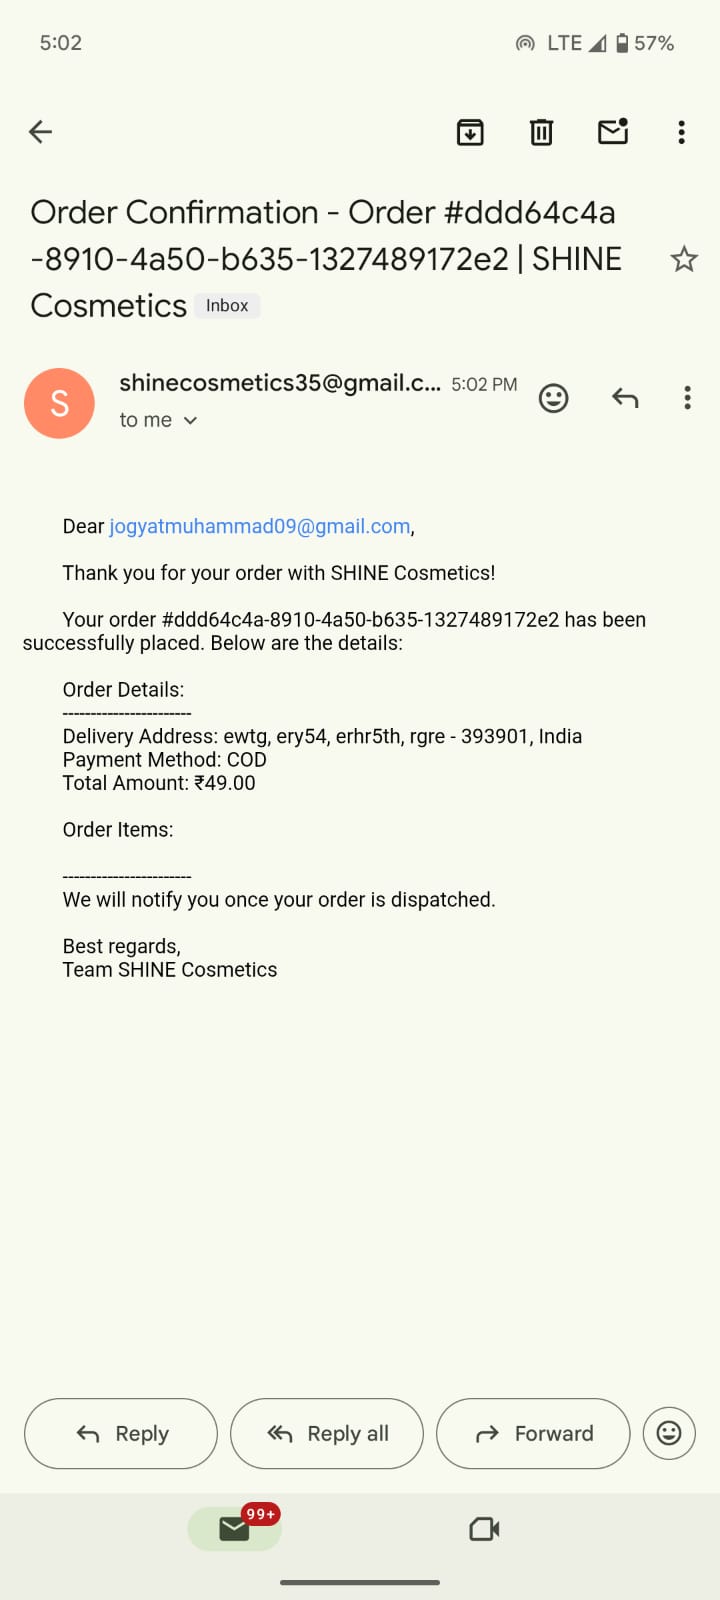 5:02
LTE 57%
Order Confirmation - Order #ddd64c4a
-8910-4a50-b635-1327489172e2 | SHINE
Cosmetics Inbox
S
shinecosmetics35@gmail.c... 5:02 PM
to me
Dear jogyatmuhammad09@gmail.com,
Thank you for your order with SHINE Cosmetics!
Your order #ddd64c4a-8910-4a50-b635-1327489172e2 has been
successfully placed. Below are the details:
Order Details:
-----------------------
Delivery Address: ewtg, ery54, erhr5th, rgre - 393901, India
Payment Method: COD
Total Amount: ₹49.00
Order Items:
-----------------------
We will notify you once your order is dispatched.
Best regards,
Team SHINE Cosmetics
Reply Reply all Forward
99+